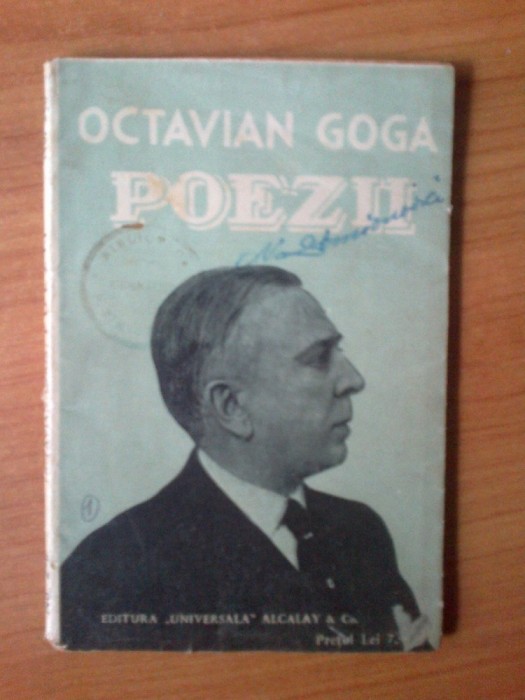 OCTAVIAN GOGA
POEZII
EDITURA „UNIVERSALA" ALCALAY & Co.
Prețul Lei 7.